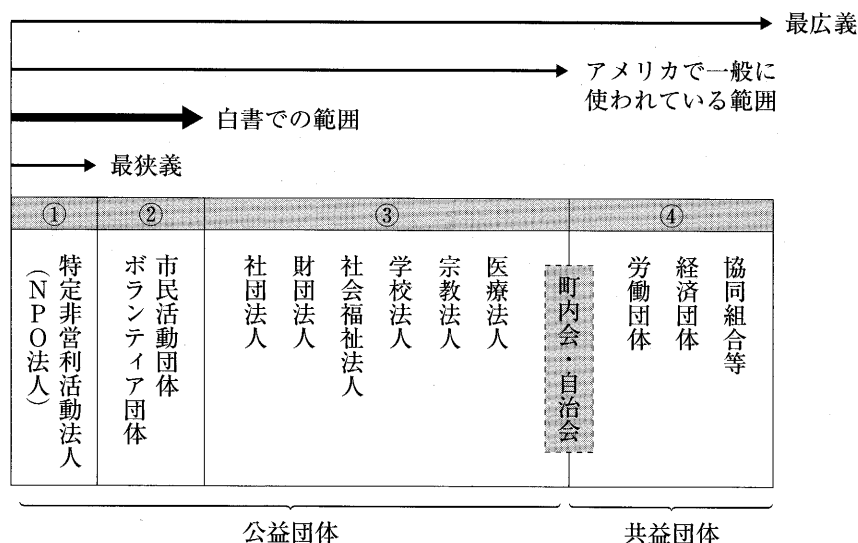 最広義
アメリカで一般に
使われている範囲
白書での範囲
最狭義
① ② ③ ④
特定非営利活動法人
（NPO法人）
市民活動団体
ボランティア団体
社団法人
財団法人
社会福祉法人
学校法人
宗教法人
医療法人
町内会・自治会
労働団体
経済団体
協同組合等
公益団体
共益団体